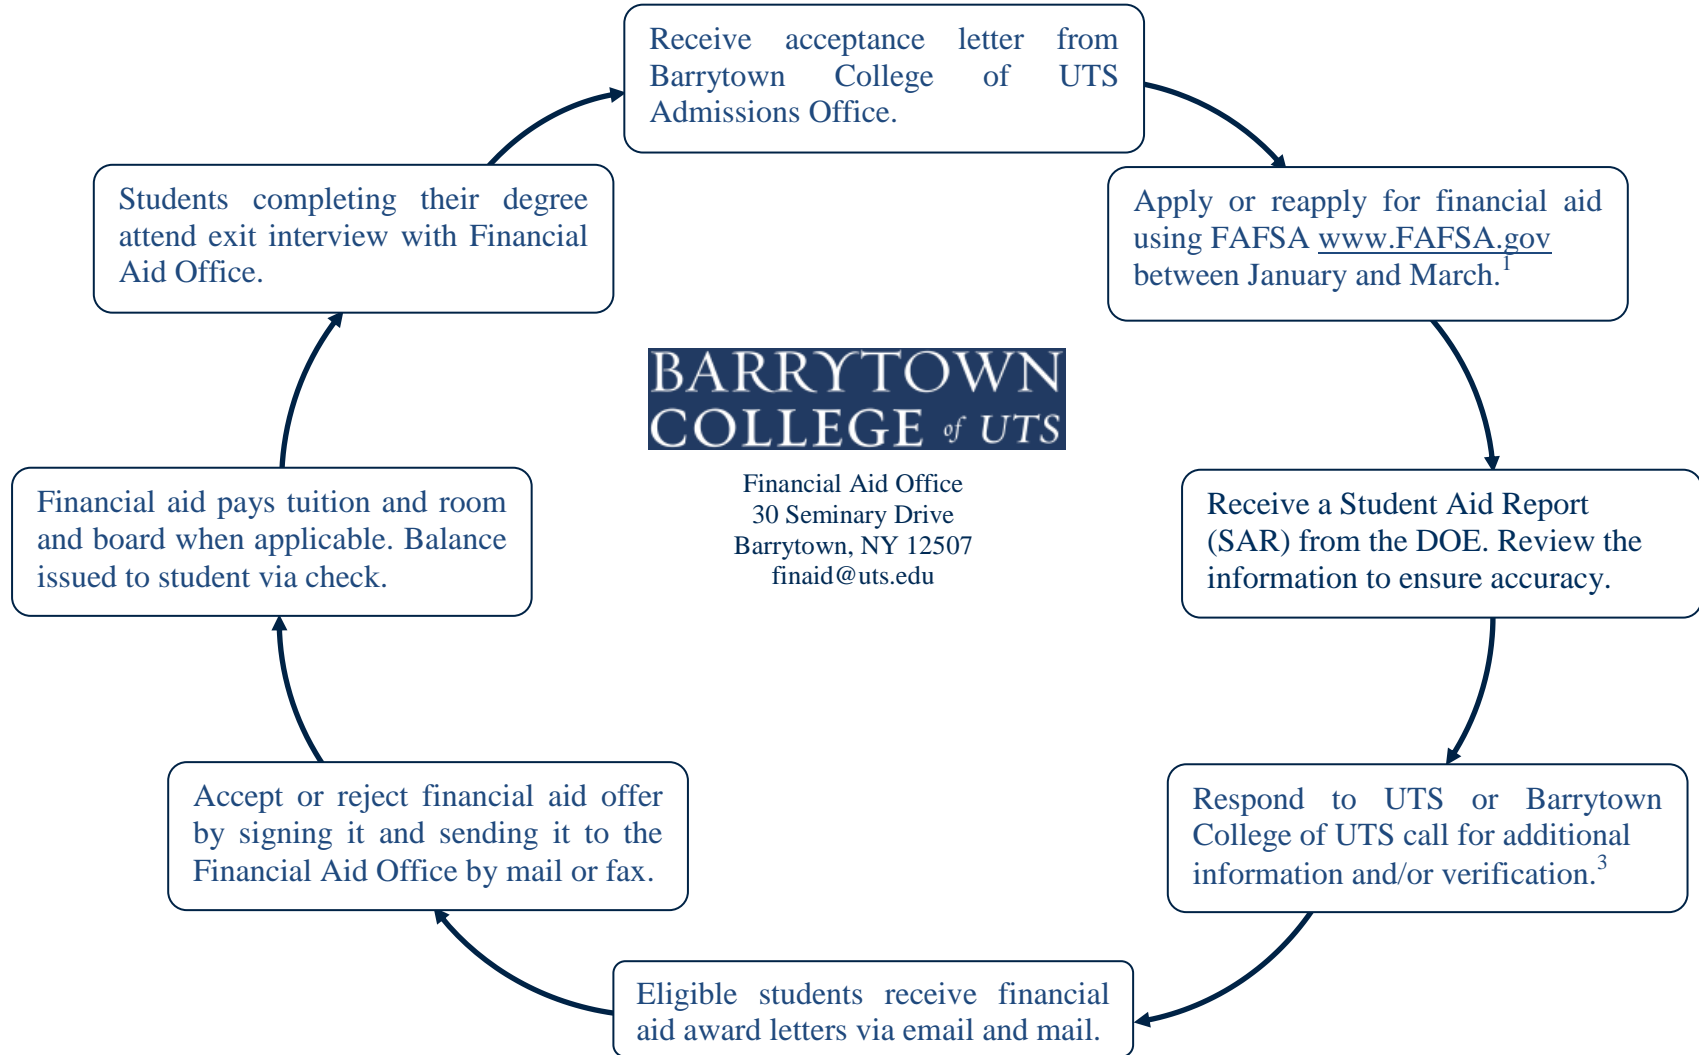 Receive acceptance letter from
Barrytown College of UTS
Admissions Office.
Apply or reapply for financial aid
using FAFSA www.FAFSA.gov
between January and March.1
Receive a Student Aid Report
(SAR) from the DOE. Review the
information to ensure accuracy.
Respond to UTS or Barrytown
College of UTS call for additional
information and/or verification.3
Eligible students receive financial
aid award letters via email and mail.
Accept or reject financial aid offer
by signing it and sending it to the
Financial Aid Office by mail or fax.
Financial aid pays tuition and room
and board when applicable. Balance
issued to student via check.
Students completing their degree
attend exit interview with Financial
Aid Office.
BARRYTOWN
COLLEGE of UTS
Financial Aid Office
30 Seminary Drive
Barrytown, NY 12507
finaid@uts.edu